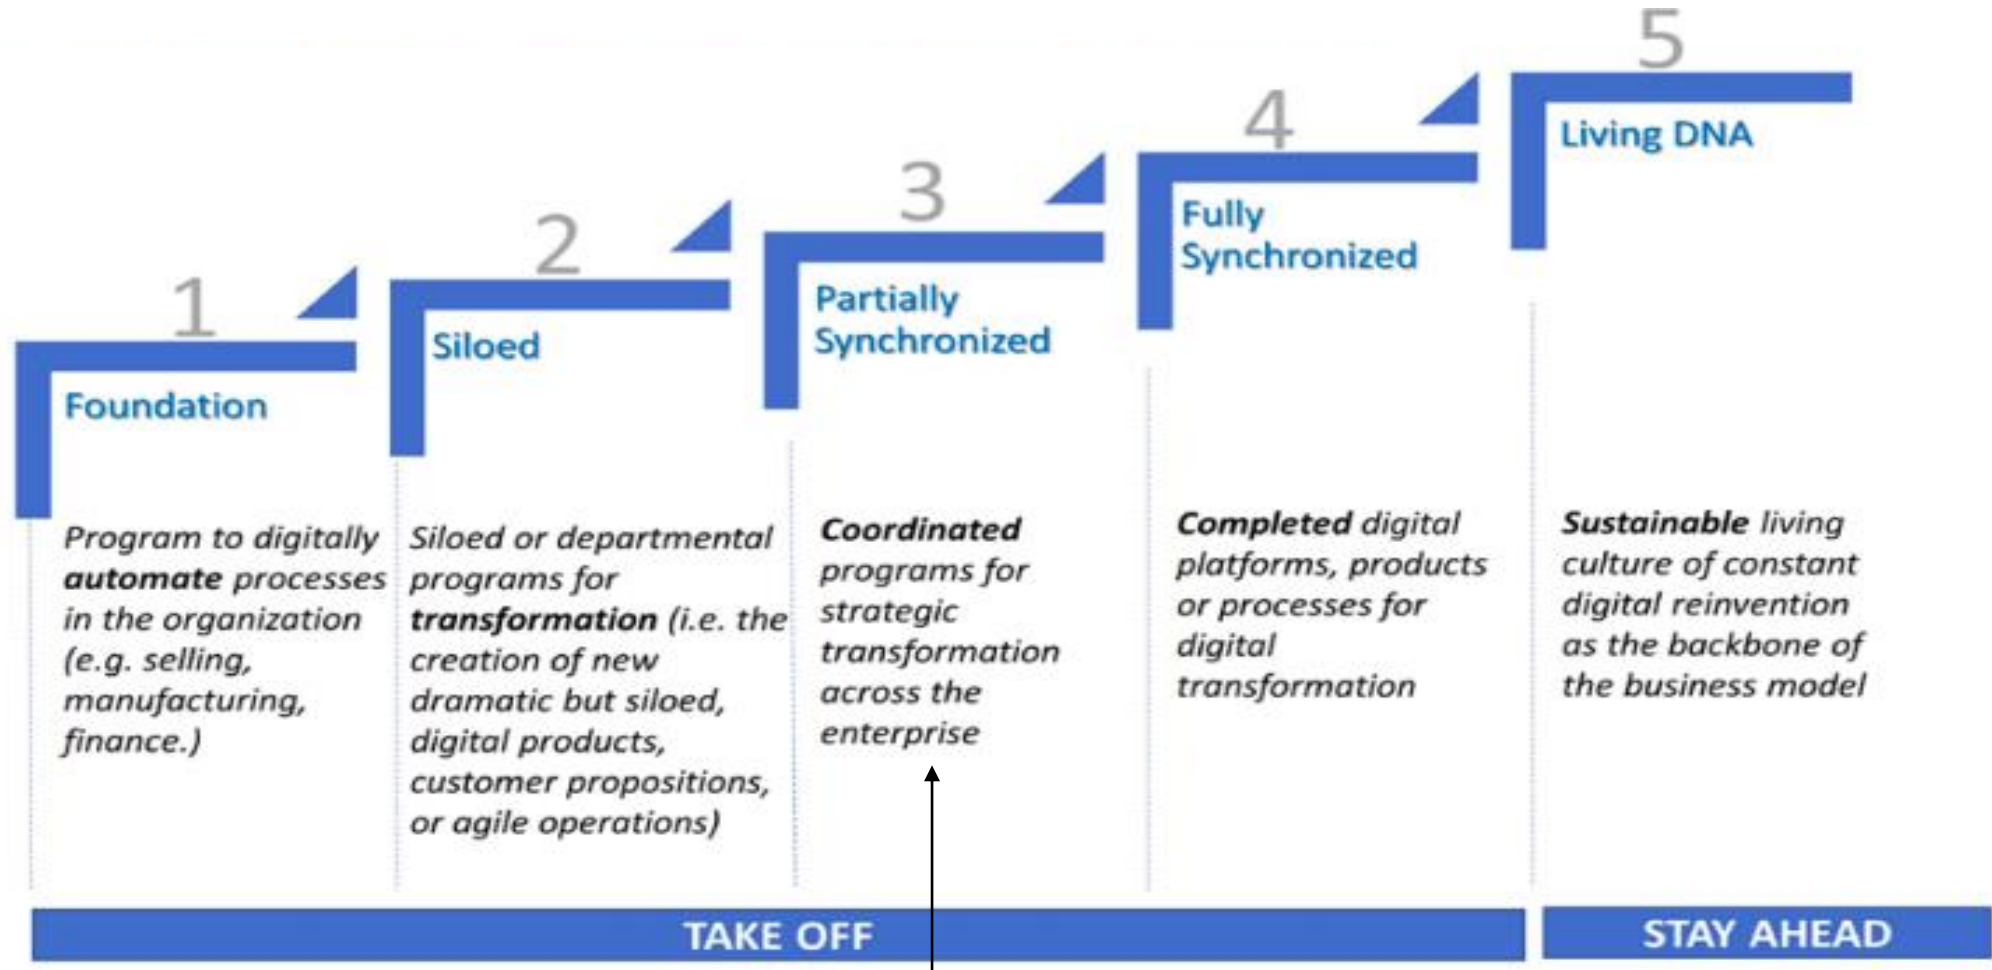 1
Foundation
Program to digitally
automate processes
in the organization
(e.g. selling,
manufacturing,
finance.)
2
Siloed
Siloed or departmental
programs for
transformation (i.e. the
creation of new
dramatic but siloed,
digital products,
customer propositions,
or agile operations)
3
Partially
Synchronized
Coordinated
programs for
strategic
transformation
across the
enterprise
4
Fully
Synchronized
Completed digital
platforms, products
or processes for
digital
transformation
5
Living DNA
Sustainable living
culture of constant
digital reinvention
as the backbone of
the business model
TAKE OFF
STAY AHEAD